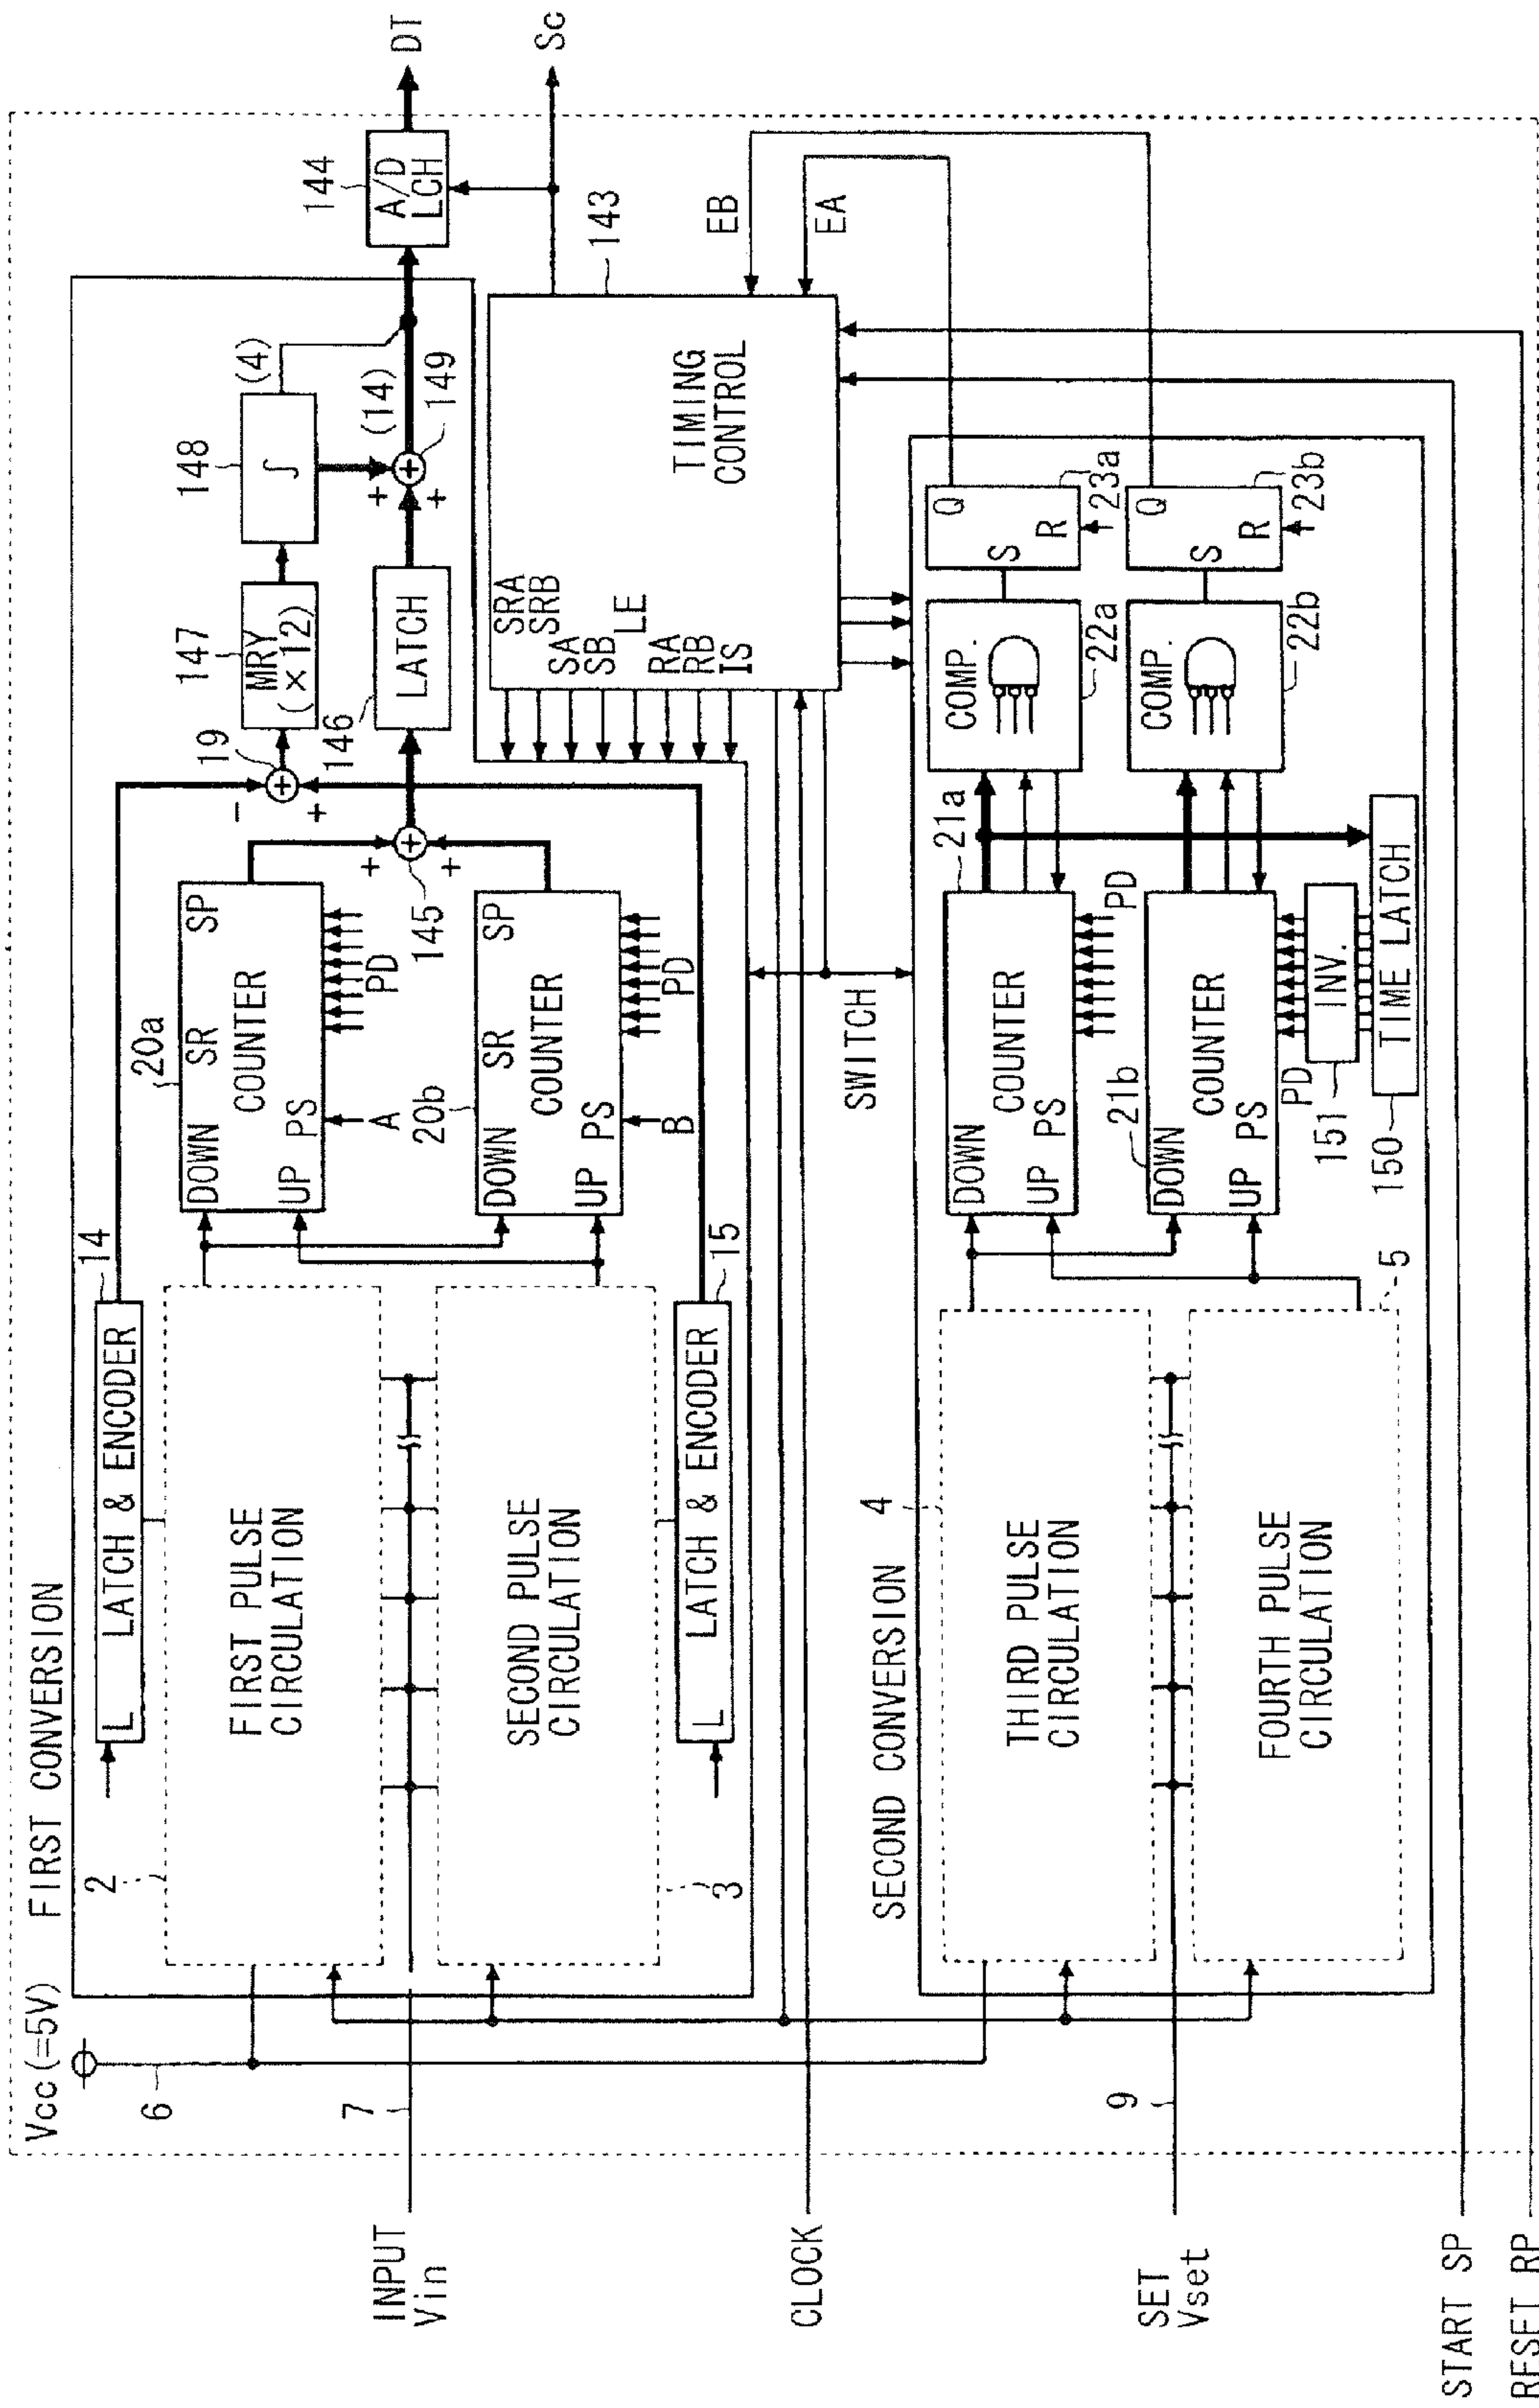 Vcc (=5V)
FIRST CONVERSION
6
2
14
L LATCH & ENCODER
FIRST PULSE
CIRCULATION
INPUT
Vin
7
SECOND PULSE
CIRCULATION
3
L LATCH & ENCODER
15
20a
DOWN SR SP
COUNTER
UP PS
PD
A
20b
DOWN SR SP
COUNTER
UP PS
PD
B
19
-
+
145
+
+
147
MRY
(×12)
148
∫
(4)
146
LATCH
+
+
149
(14)
144
A/D
LCH
DT
Sc
143
TIMING
CONTROL
SRA
SRB
SA
SB
LE
RA
RB
IS
EB
EA
CLOCK
SWITCH
SECOND CONVERSION
4
THIRD PULSE
CIRCULATION
SET
Vset
9
FOURTH PULSE
CIRCULATION
5
21a
DOWN
COUNTER
UP PS
PD
21b
DOWN
COUNTER
UP PS
PD
COMP.
22a
COMP.
22b
Q
S
R
23a
Q
S
R
23b
151
INV.
150
TIME LATCH
START SP
RESET RP